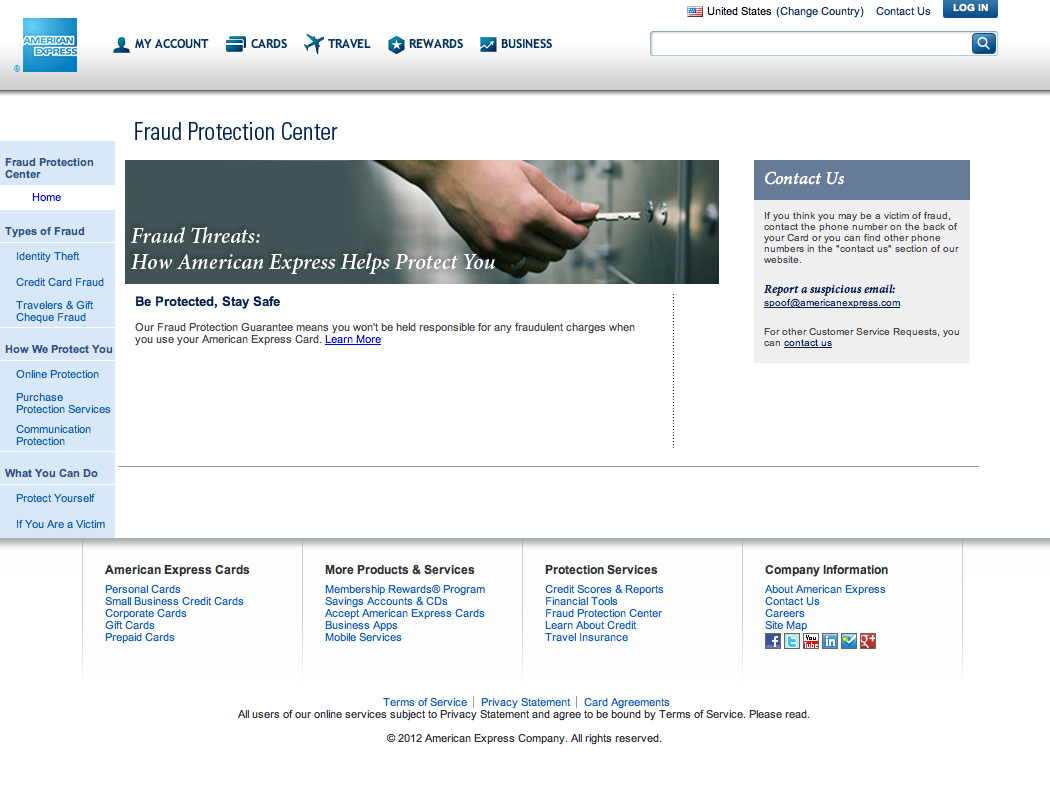 United States (Change Country) Contact Us LOG IN
AMERICAN EXPRESS
®
MY ACCOUNT CARDS TRAVEL REWARDS BUSINESS
Fraud Protection Center
Fraud Protection
Center
Home
Types of Fraud
Identity Theft
Credit Card Fraud
Travelers & Gift
Cheque Fraud
How We Protect You
Online Protection
Purchase
Protection Services
Communication
Protection
What You Can Do
Protect Yourself
If You Are a Victim
Fraud Threats:
How American Express Helps Protect You
Be Protected, Stay Safe
Our Fraud Protection Guarantee means you won't be held responsible for any fraudulent charges when
you use your American Express Card. Learn More
Contact Us
If you think you may be a victim of fraud,
contact the phone number on the back of
your Card or you can find other phone
numbers in the "contact us" section of our
website.
Report a suspicious email:
spoof@americanexpress.com
For other Customer Service Requests, you
can contact us
American Express Cards
Personal Cards
Small Business Credit Cards
Corporate Cards
Gift Cards
Prepaid Cards
More Products & Services
Membership Rewards® Program
Savings Accounts & CDs
Accept American Express Cards
Business Apps
Mobile Services
Protection Services
Credit Scores & Reports
Financial Tools
Fraud Protection Center
Learn About Credit
Travel Insurance
Company Information
About American Express
Contact Us
Careers
Site Map
f t You Tube in g+
Terms of Service | Privacy Statement | Card Agreements
All users of our online services subject to Privacy Statement and agree to be bound by Terms of Service. Please read.
© 2012 American Express Company. All rights reserved.